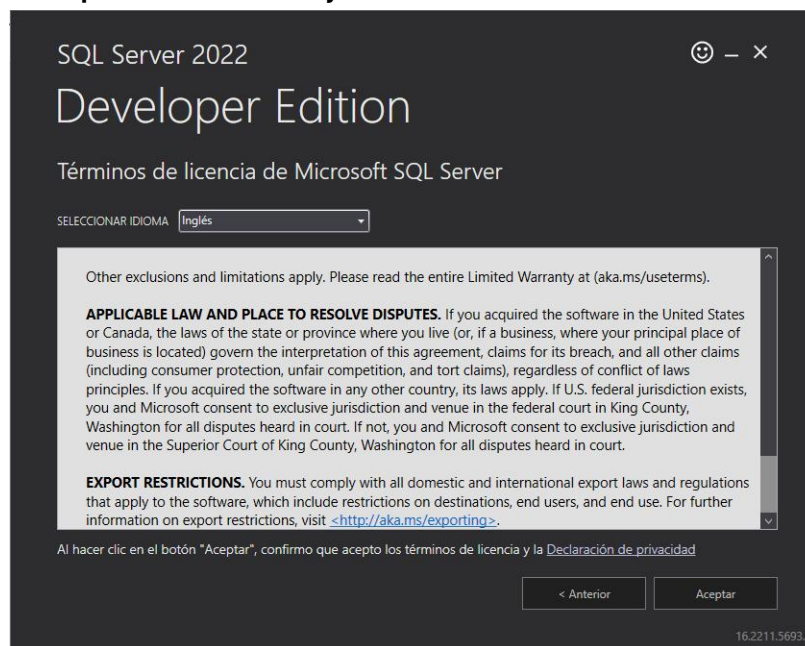 SQL Server 2022
Developer Edition
Términos de licencia de Microsoft SQL Server
SELECCIONAR IDIOMA Inglés
Other exclusions and limitations apply. Please read the entire Limited Warranty at (aka.ms/useterms).
APPLICABLE LAW AND PLACE TO RESOLVE DISPUTES. If you acquired the software in the United States
or Canada, the laws of the state or province where you live (or, if a business, where your principal place of
business is located) govern the interpretation of this agreement, claims for its breach, and all other claims
(including consumer protection, unfair competition, and tort claims), regardless of conflict of laws
principles. If you acquired the software in any other country, its laws apply. If U.S. federal jurisdiction exists,
you and Microsoft consent to exclusive jurisdiction and venue in the federal court in King County,
Washington for all disputes heard in court. If not, you and Microsoft consent to exclusive jurisdiction and
venue in the Superior Court of King County, Washington for all disputes heard in court.
EXPORT RESTRICTIONS. You must comply with all domestic and international export laws and regulations
that apply to the software, which include restrictions on destinations, end users, and end use. For further
information on export restrictions, visit <http://aka.ms/exporting>.
Al hacer clic en el botón "Aceptar", confirmo que acepto los términos de licencia y la Declaración de privacidad
< Anterior Aceptar
16.2211.5693.